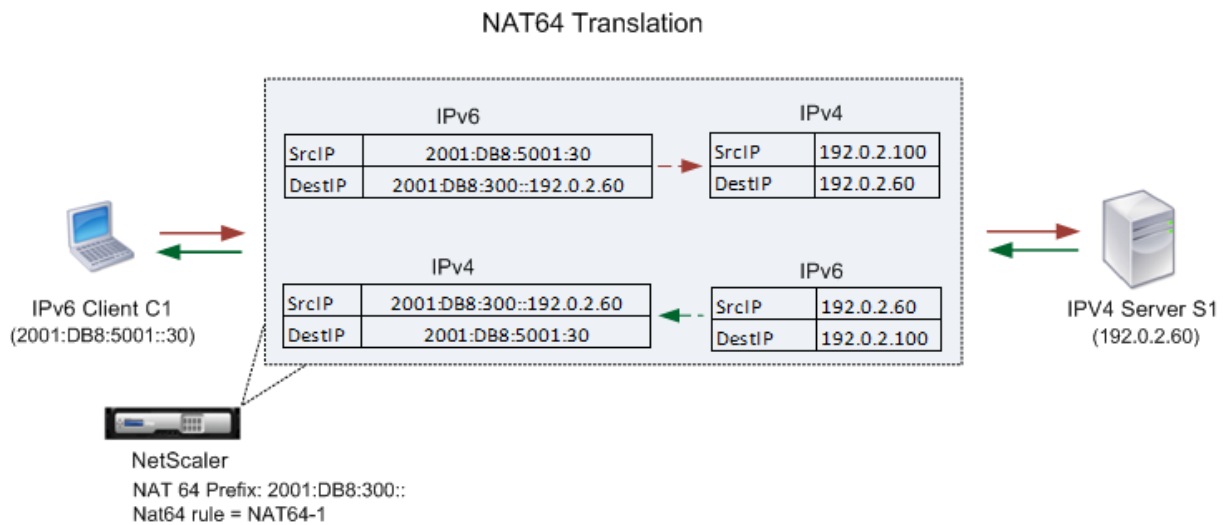 NAT64 Translation
IPv6
SrcIP 2001:DB8:5001:30
DestIP 2001:DB8:300::192.0.2.60
IPv4
SrcIP 192.0.2.100
DestIP 192.0.2.60
IPv4
SrcIP 2001:DB8:300::192.0.2.60
DestIP 2001:DB8:5001:30
IPv6
SrcIP 192.0.2.60
DestIP 192.0.2.100
IPv6 Client C1
(2001:DB8:5001::30)
IPV4 Server S1
(192.0.2.60)
NetScaler
NAT 64 Prefix: 2001:DB8:300::
Nat64 rule = NAT64-1